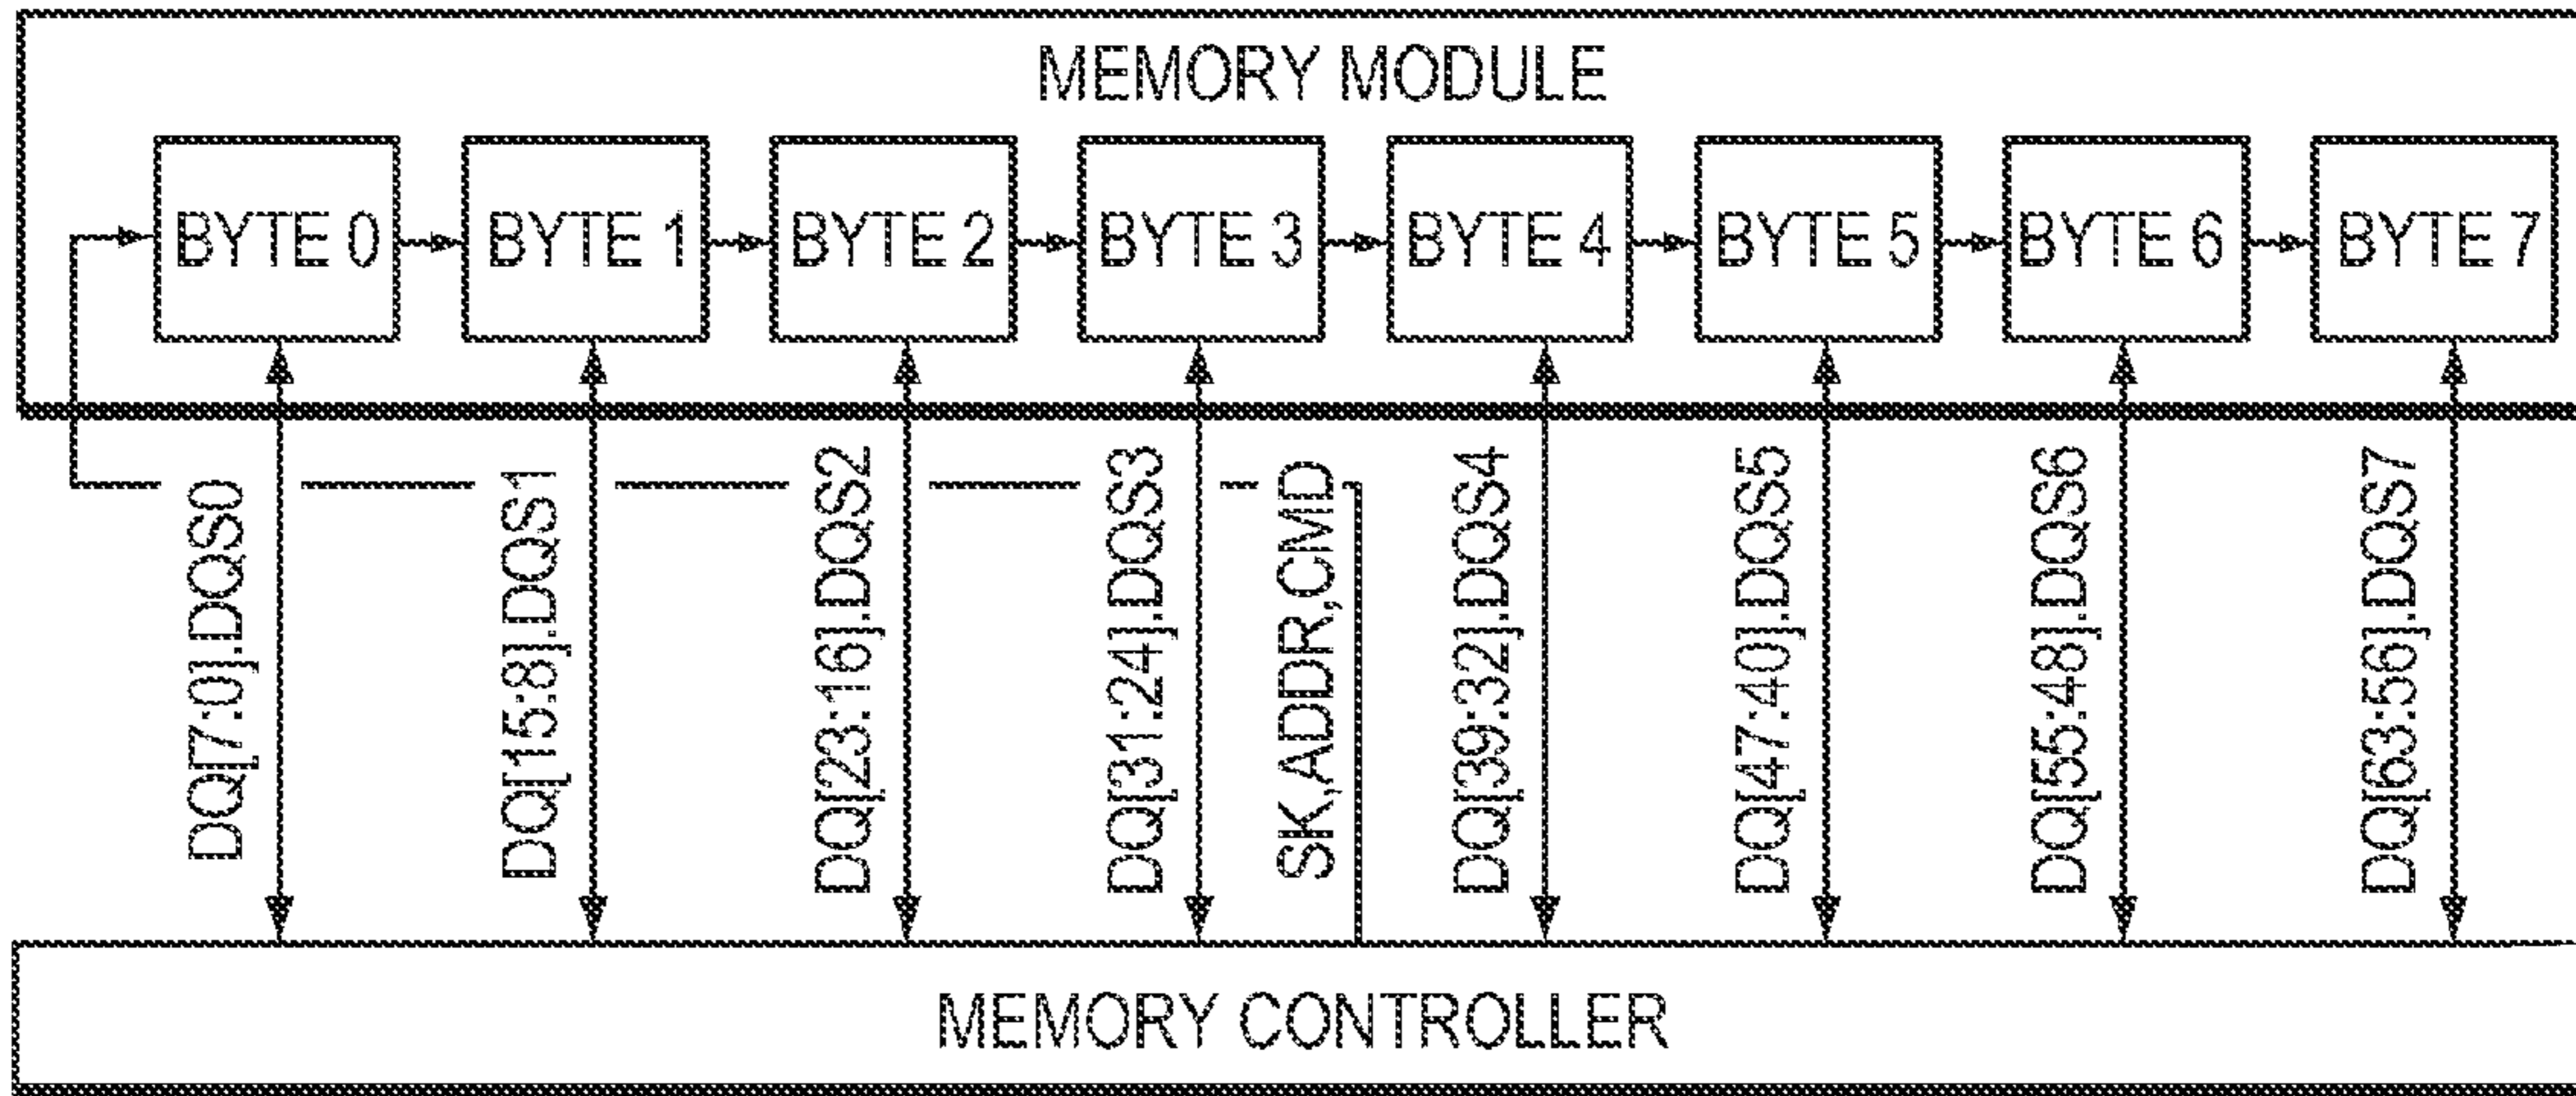 MEMORY MODULE
BYTE 0
BYTE 1
BYTE 2
BYTE 3
BYTE 4
BYTE 5
BYTE 6
BYTE 7
DQ[7:0].DQS0
DQ[15:8].DQS1
DQ[23:16].DQS2
DQ[31:24].DQS3
SK,ADDR,CMD
DQ[39:32].DQS4
DQ[47:40].DQS5
DQ[55:48].DQS6
DQ[63:56].DQS7
MEMORY CONTROLLER